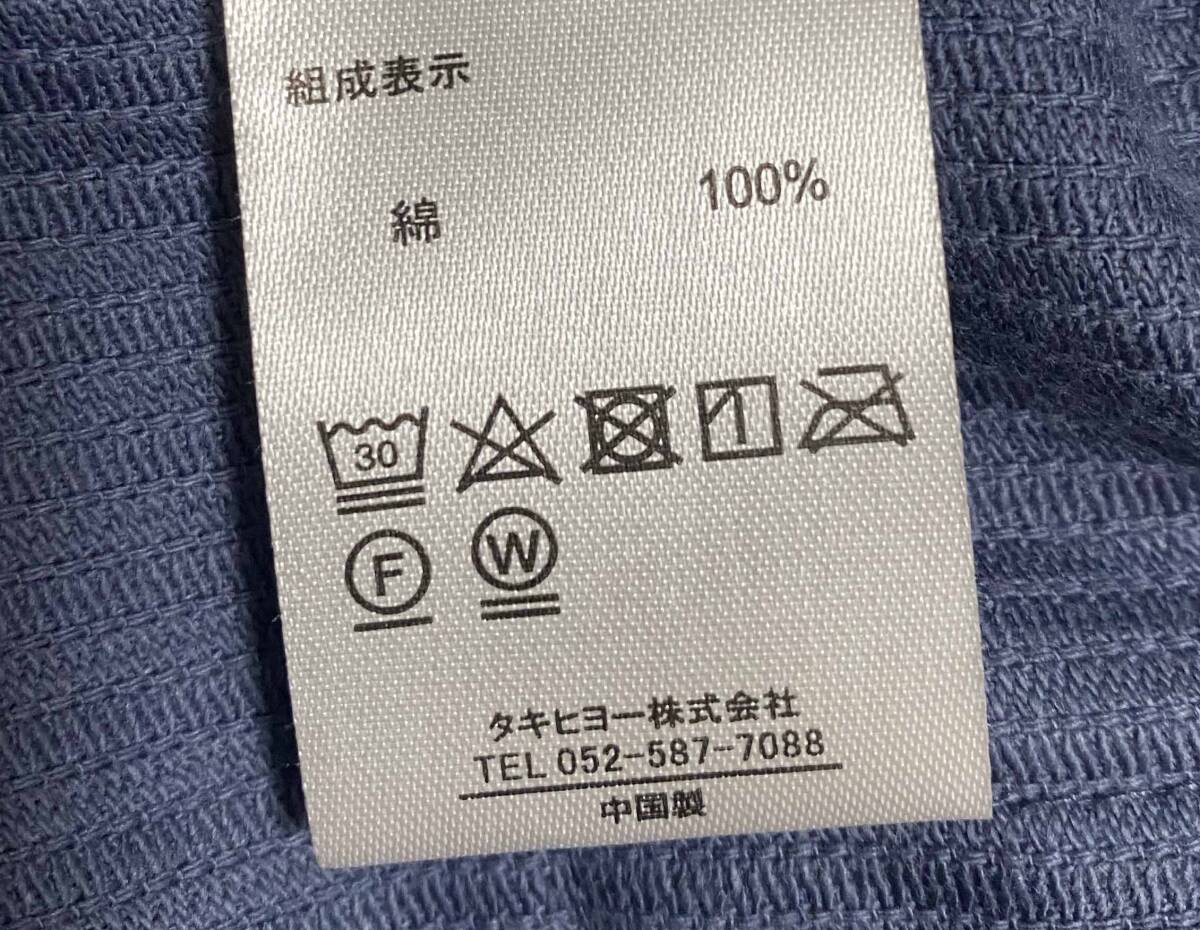 組成表示
綿 100%
30
F W
タキヒヨー株式会社
TEL 052-587-7088
中国製